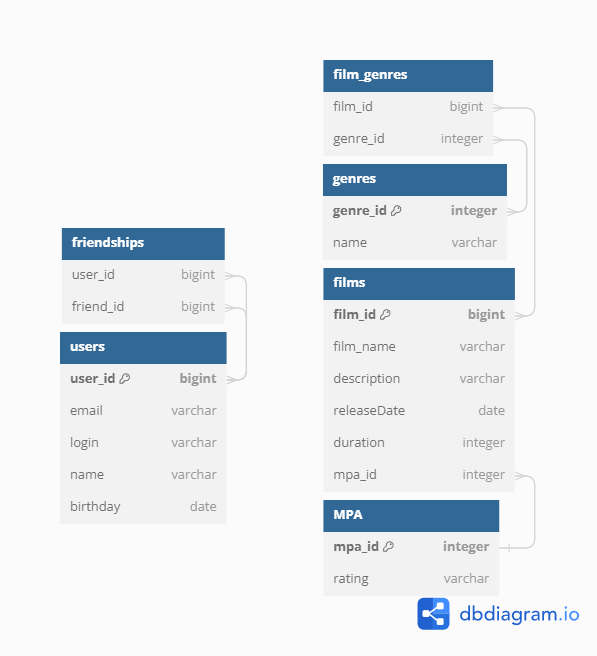 film_genres
film_id bigint
genre_id integer
genres
genre_id integer
name varchar
friendships
user_id bigint
friend_id bigint
users
user_id bigint
email varchar
login varchar
name varchar
birthday date
films
film_id bigint
film_name varchar
description varchar
releaseDate date
duration integer
mpa_id integer
MPA
mpa_id integer
rating varchar
dbdiagram.io